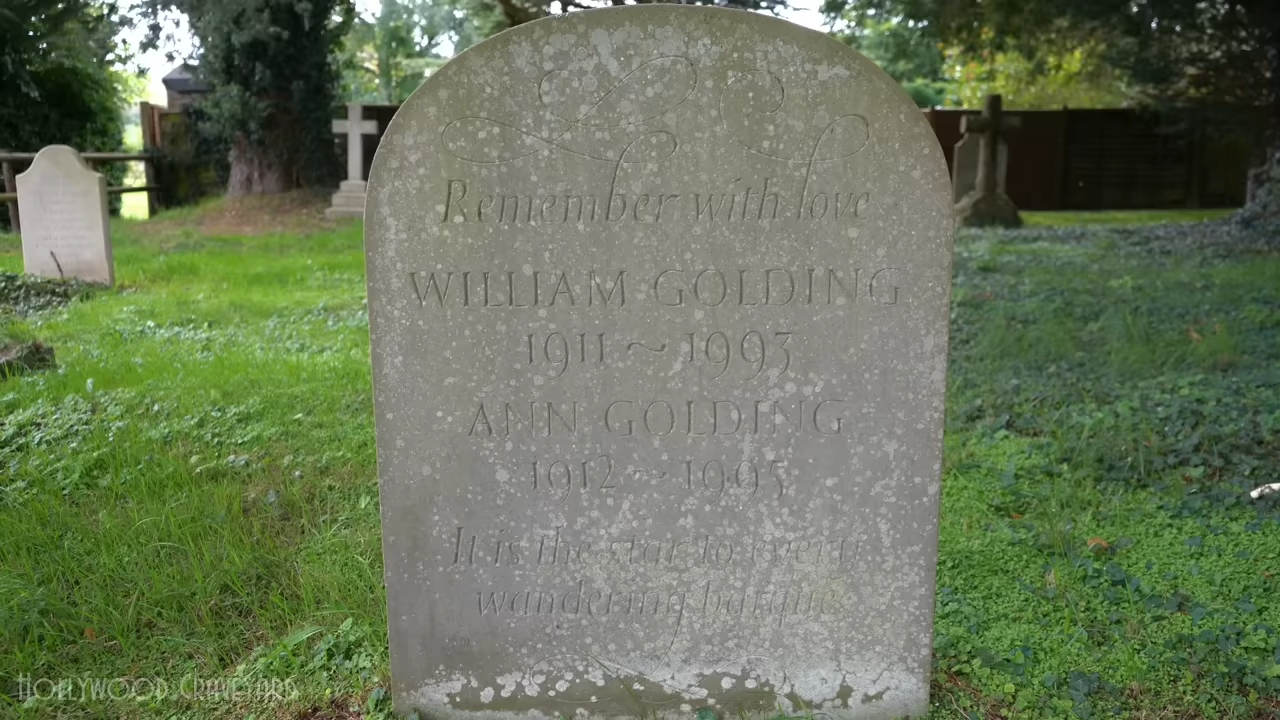 Remember with love
WILLIAM GOLDING
1911 ~ 1993
ANN GOLDING
1912 ~ 1995
It is the star to every
wandering barque
HOLLYWOOD GRAVEYARD